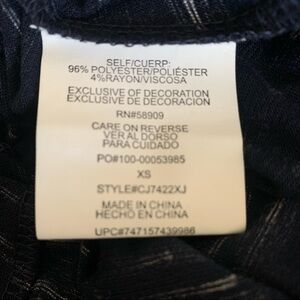 SELF/CUERP:
96% POLYESTER/POLIÉSTER
4%RAYON/VISCOSA
EXCLUSIVE OF DECORATION
EXCLUSIVE DE DECORACIÓN
RN#58909
CARE ON REVERSE
VER AL DORSO
PARA CUIDADO
PO#100-00053985
XS
STYLE#CJ7422XJ
MADE IN CHINA
HECHO EN CHINA
UPC#747157439986